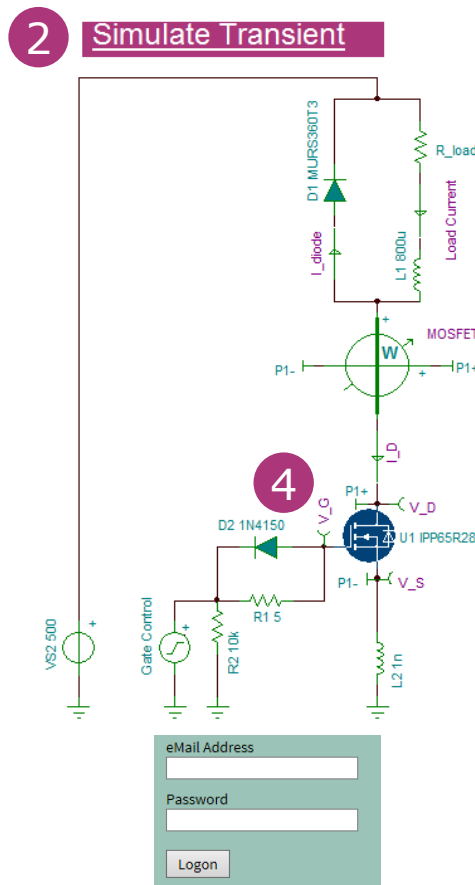 2 Simulate Transient
D1 MURS360T3
I_diode
R_load
Load Current
L1 800u
+
MOSFET
W
P1-
+
P1+
I_D
4
P1+
V_G
V_D
D2 1N4150
U1 IPP65R28
P1-
V_S
R1 5
+
+
VS2 500
Gate Control
R2 10k
L2 1n
eMail Address
Password
Logon